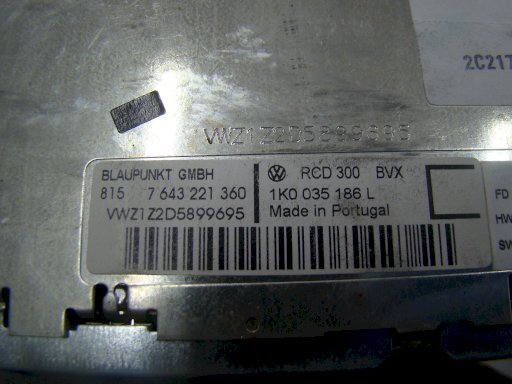 2C217
VWZ1Z2D5899695
BLAUPUNKT GMBH
815 7 643 221 360
VWZ1Z2D5899695
RCD 300 BVX
1K0 035 186 L
Made in Portugal
FD
HW
SW